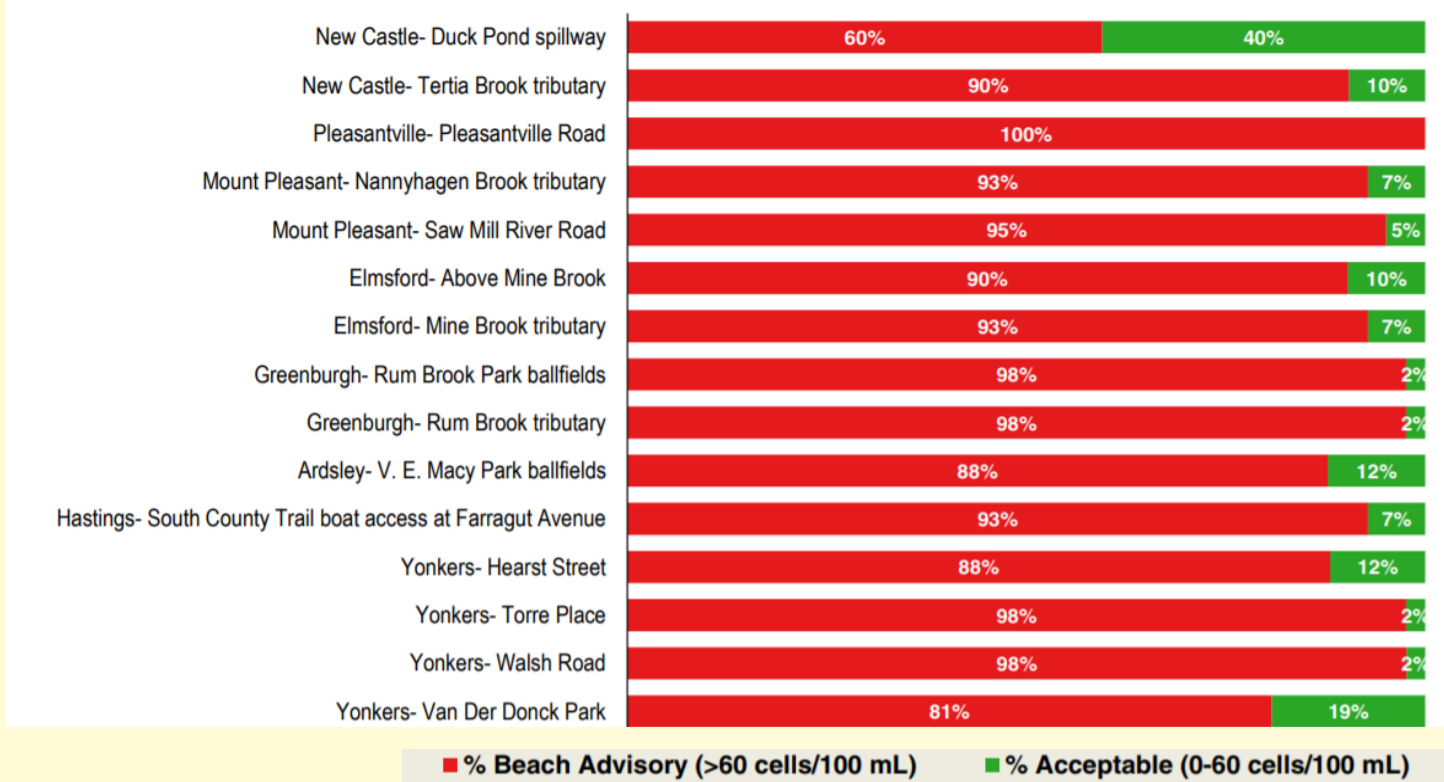 New Castle- Duck Pond spillway 60% 40%
New Castle- Tertia Brook tributary 90% 10%
Pleasantville- Pleasantville Road 100%
Mount Pleasant- Nannyhagen Brook tributary 93% 7%
Mount Pleasant- Saw Mill River Road 95% 5%
Elmsford- Above Mine Brook 90% 10%
Elmsford- Mine Brook tributary 93% 7%
Greenburgh- Rum Brook Park ballfields 98% 2%
Greenburgh- Rum Brook tributary 98% 2%
Ardsley- V. E. Macy Park ballfields 88% 12%
Hastings- South County Trail boat access at Farragut Avenue 93% 7%
Yonkers- Hearst Street 88% 12%
Yonkers- Torre Place 98% 2%
Yonkers- Walsh Road 98% 2%
Yonkers- Van Der Donck Park 81% 19%
% Beach Advisory (>60 cells/100 mL) % Acceptable (0-60 cells/100 mL)